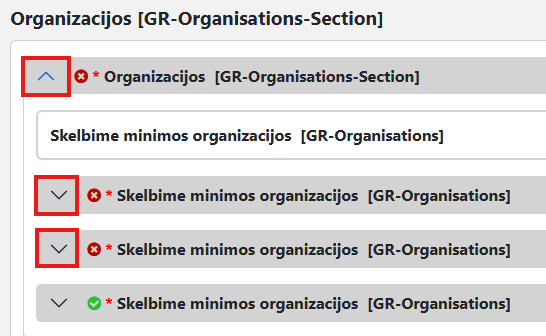 Organizacijos [GR-Organisations-Section]
* Organizacijos [GR-Organisations-Section]
Skelbime minimos organizacijos [GR-Organisations]
* Skelbime minimos organizacijos [GR-Organisations]
* Skelbime minimos organizacijos [GR-Organisations]
* Skelbime minimos organizacijos [GR-Organisations]